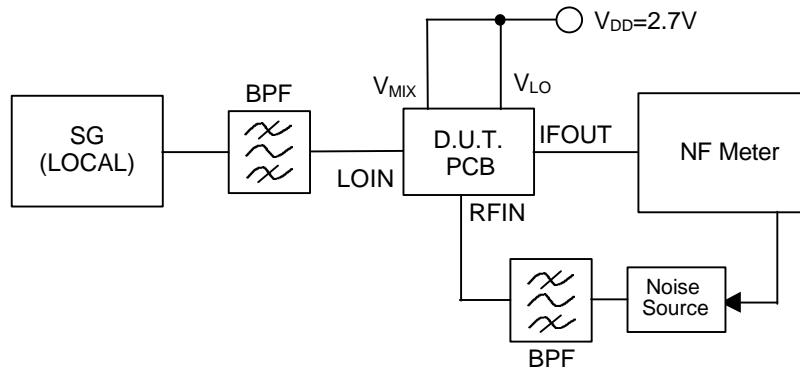 V_DD=2.7V
V_MIX
V_LO
BPF
SG
(LOCAL)
D.U.T.
PCB
IFOUT
NF Meter
LOIN
RFIN
Noise
Source
BPF